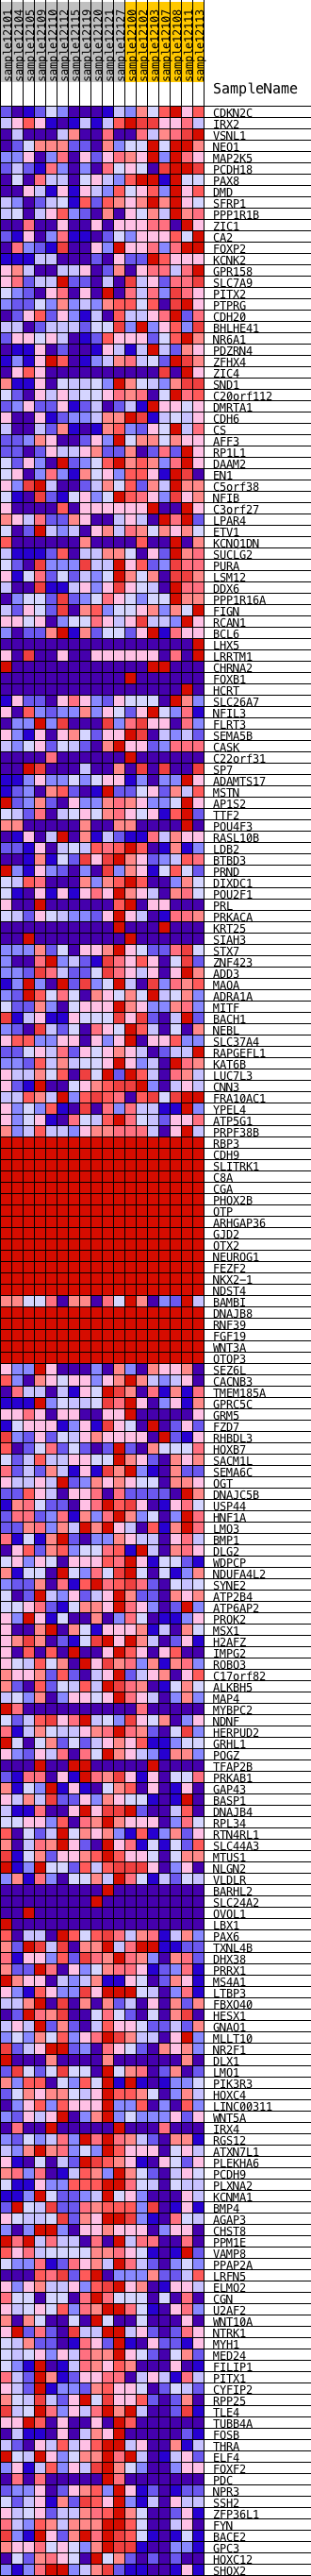 sample12101
sample12104
sample12105
sample12109
sample12110
sample12115
sample12119
sample12120
sample12121
sample12127
sample12100
sample12102
sample12103
sample12107
sample12108
sample12111
sample12113
SampleName
CDKN2C
IRX2
VSNL1
NEO1
MAP2K5
PCDH18
PAX8
DMD
SFRP1
PPP1R1B
ZIC1
CA2
FOXP2
KCNK2
GPR158
SLC7A9
PITX2
PTPRG
CDH20
BHLHE41
NR6A1
PDZRN4
ZFHX4
ZIC4
SND1
C20orf112
DMRTA1
CDH6
CS
AFF3
RP1L1
DAAM2
EN1
C5orf38
NFIB
C3orf27
LPAR4
ETV1
KCNQ1DN
SUCLG2
PURA
LSM12
DDX6
PPP1R16A
FIGN
RCAN1
BCL6
LHX5
LRRTM1
CHRNA2
FOXB1
HCRT
SLC26A7
NFIL3
FLRT3
SEMA5B
CASK
C22orf31
SP7
ADAMTS17
MSTN
AP1S2
TTF2
POU4F3
RASL10B
LDB2
BTBD3
PRND
DIXDC1
POU2F1
PRL
PRKACA
KRT25
SIAH3
STX7
ZNF423
ADD3
MAOA
ADRA1A
MITF
BACH1
NEBL
SLC37A4
RAPGEFL1
KAT6B
LUC7L3
CNN3
FRA10AC1
YPEL4
ATP5G1
PRPF38B
RBP3
CDH9
SLITRK1
C8A
CGA
PHOX2B
OTP
ARHGAP36
GJD2
OTX2
NEUROG1
FEZF2
NKX2-1
NDST4
BAMBI
DNAJB8
RNF39
FGF19
WNT3A
OTOP3
SEZ6L
CACNB3
TMEM185A
GPRC5C
GRM5
FZD7
RHBDL3
HOXB7
SACM1L
SEMA6C
OGT
DNAJC5B
USP44
HNF1A
LMO3
BMP1
DLG2
WDPCP
NDUFA4L2
SYNE2
ATP2B4
ATP6AP2
PROK2
MSX1
H2AFZ
IMPG2
ROBO3
C17orf82
ALKBH5
MAP4
MYBPC2
NDNF
HERPUD2
GRHL1
POGZ
TFAP2B
PRKAB1
GAP43
BASP1
DNAJB4
RPL34
RTN4RL1
SLC44A3
MTUS1
NLGN2
VLDLR
BARHL2
SLC24A2
OVOL1
LBX1
PAX6
TXNL4B
DHX38
PRRX1
MS4A1
LTBP3
FBXO40
HESX1
GNAO1
MLLT10
NR2F1
DLX1
LMO1
PIK3R3
HOXC4
LINC00311
WNT5A
IRX4
RGS12
ATXN7L1
PLEKHA6
PCDH9
PLXNA2
KCNMA1
BMP4
AGAP3
CHST8
PPM1E
VAMP8
PPAP2A
LRFN5
ELMO2
CGN
U2AF2
WNT10A
NTRK1
MYH1
MED24
FILIP1
PITX1
CYFIP2
RPP25
TLE4
TUBB4A
FOSB
THRA
ELF4
FOXF2
PDC
NPR3
SSH2
ZFP36L1
FYN
BACE2
GPC3
HOXC12
SHOX2